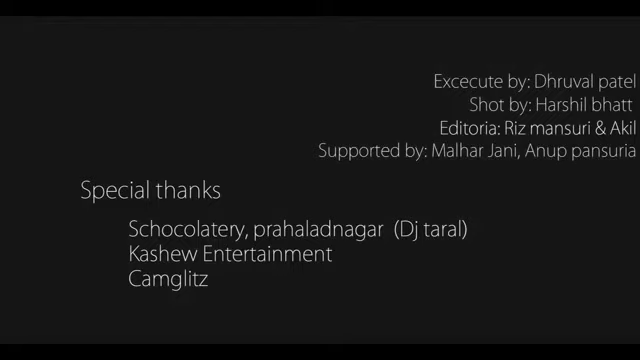 Excecute by: Dhruval patel
Shot by: Harshil bhatt
Editoria: Riz mansuri & Akil
Supported by: Malhar Jani, Anup pansuria
Special thanks
Schocolatery, prahaladnagar (Dj taral)
Kashew Entertainment
Camglitz